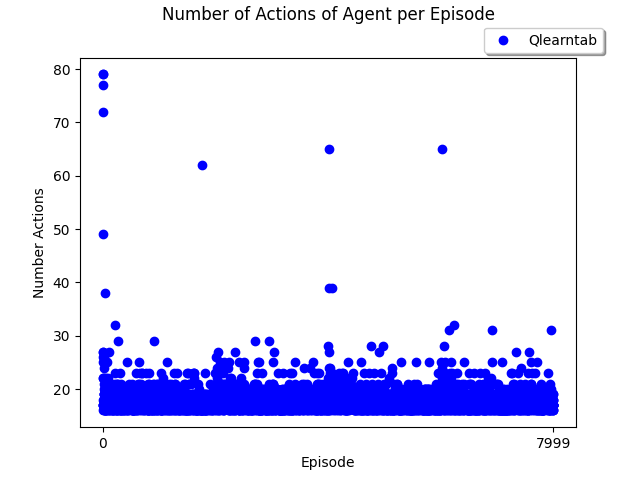 Number of Actions of Agent per Episode
Qlearntab
80
70
60
50
40
30
20
Number Actions
0 7999
Episode